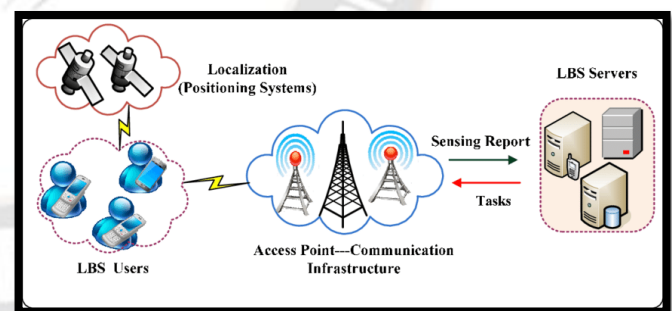 Localization
(Positioning Systems)
LBS Servers
Sensing Report
Tasks
Access Point---Communication
Infrastructure
LBS Users